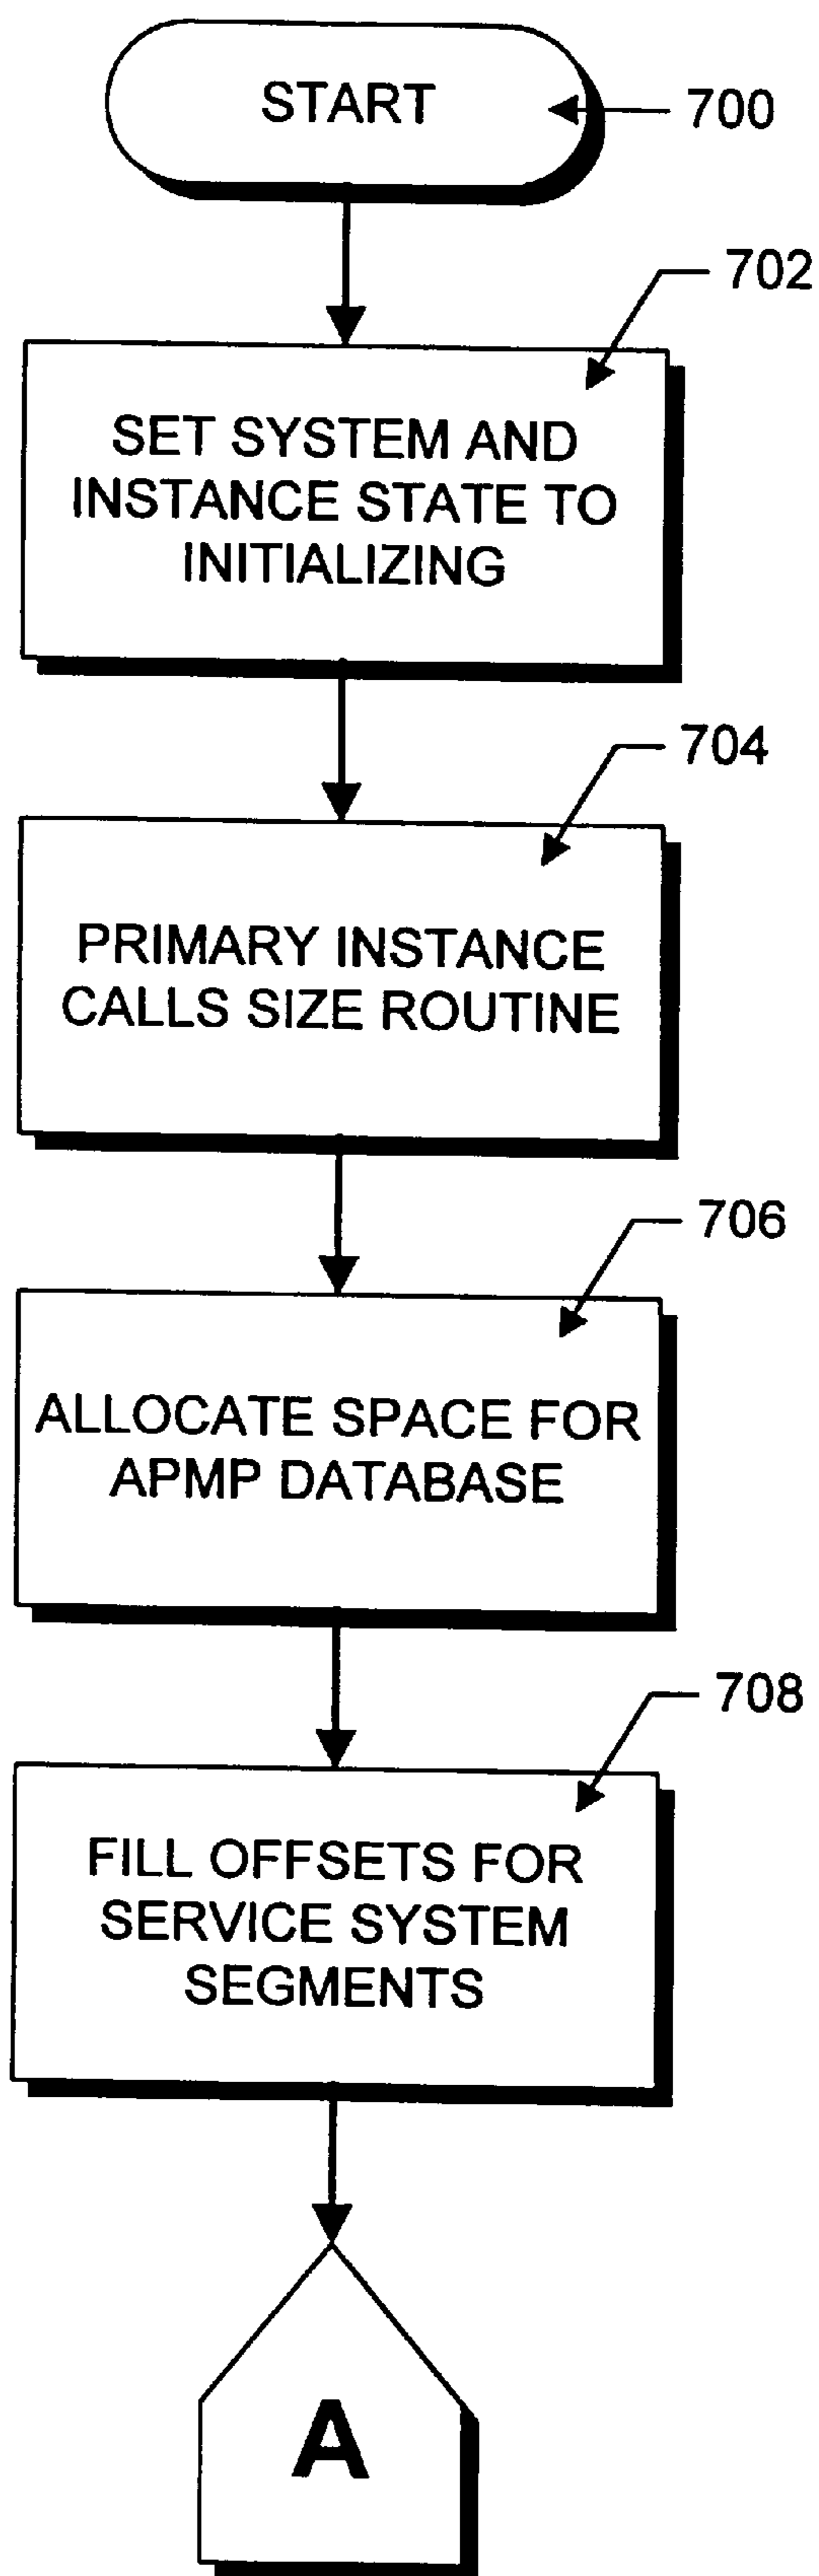 START
700
702
SET SYSTEM AND
INSTANCE STATE TO
INITIALIZING
704
PRIMARY INSTANCE
CALLS SIZE ROUTINE
706
ALLOCATE SPACE FOR
APMP DATABASE
708
FILL OFFSETS FOR
SERVICE SYSTEM
SEGMENTS
A